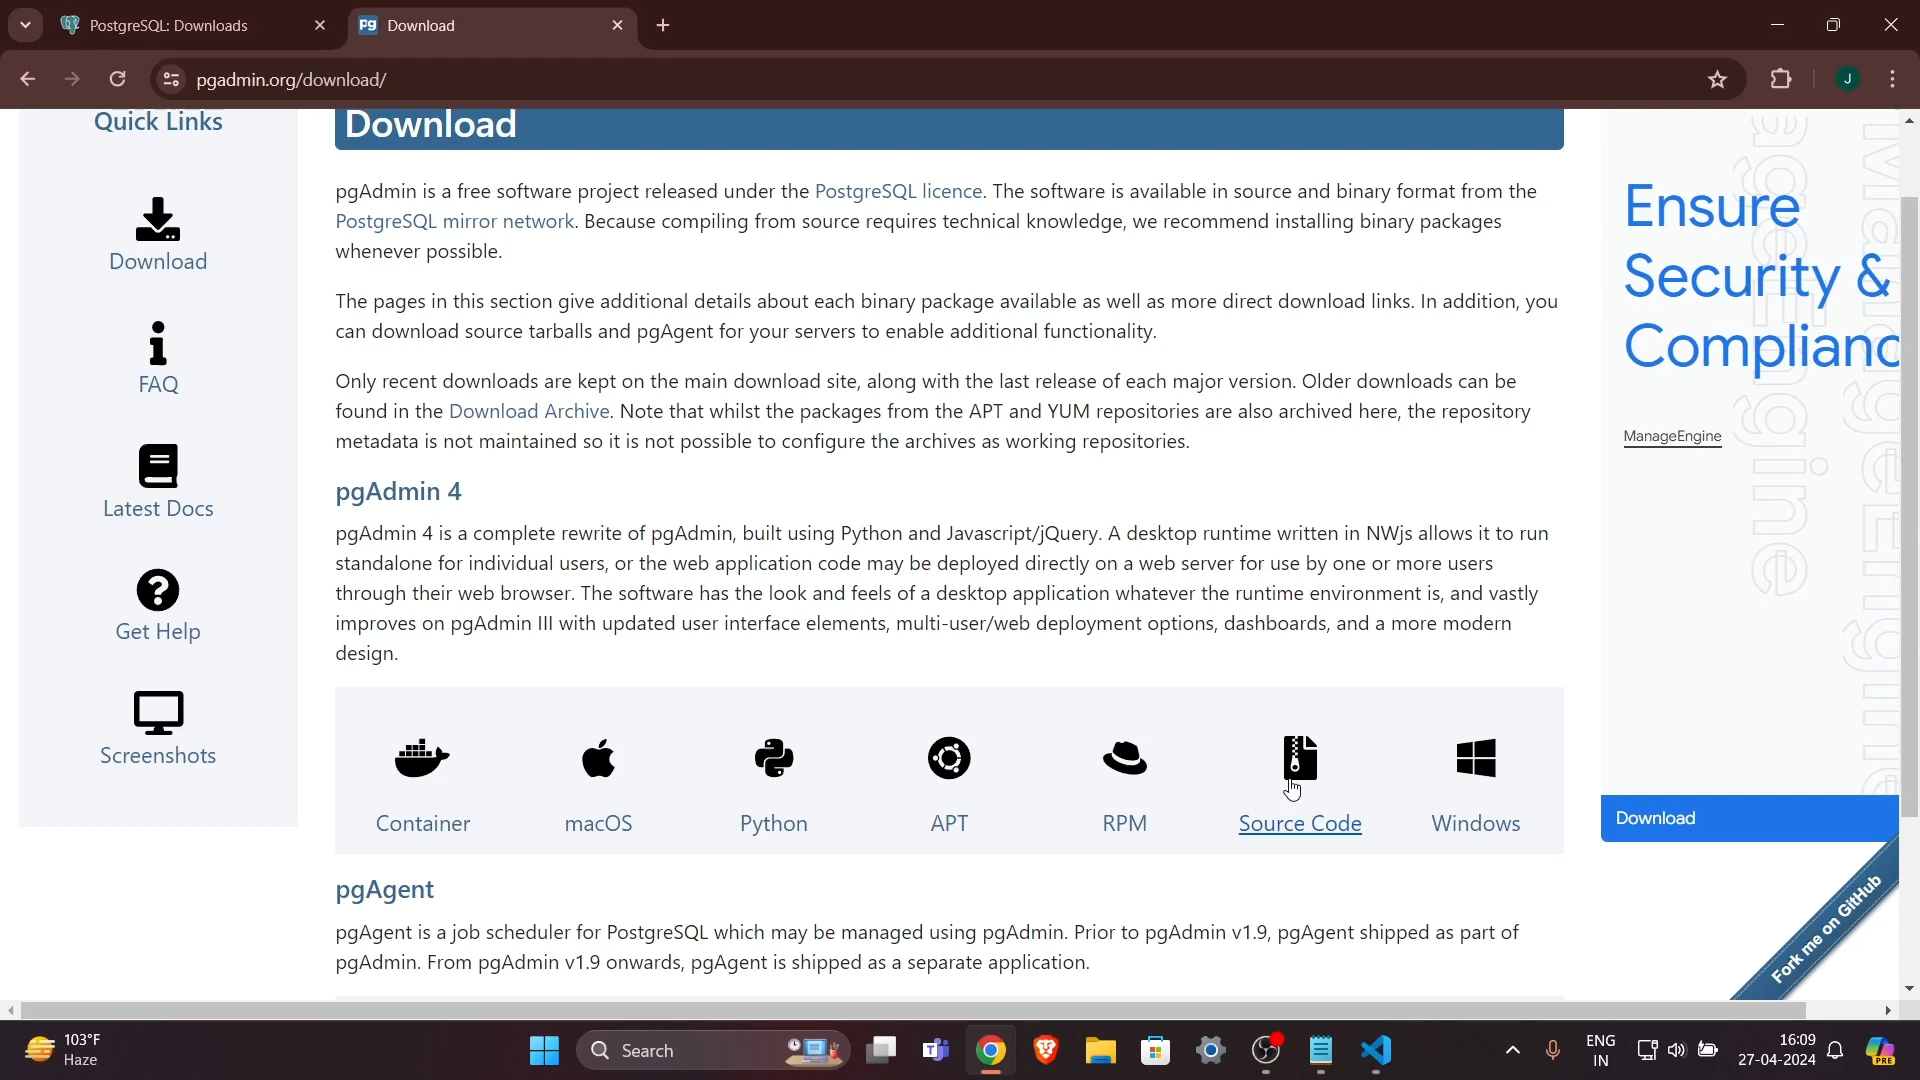 PostgreSQL: Downloads
Download
pgadmin.org/download/
J
Quick Links
Download
FAQ
Latest Docs
Get Help
Screenshots
Download
pgAdmin is a free software project released under the PostgreSQL licence. The software is available in source and binary format from the
PostgreSQL mirror network. Because compiling from source requires technical knowledge, we recommend installing binary packages
whenever possible.
The pages in this section give additional details about each binary package available as well as more direct download links. In addition, you
can download source tarballs and pgAgent for your servers to enable additional functionality.
Only recent downloads are kept on the main download site, along with the last release of each major version. Older downloads can be
found in the Download Archive. Note that whilst the packages from the APT and YUM repositories are also archived here, the repository
metadata is not maintained so it is not possible to configure the archives as working repositories.
pgAdmin 4
pgAdmin 4 is a complete rewrite of pgAdmin, built using Python and Javascript/jQuery. A desktop runtime written in NWjs allows it to run
standalone for individual users, or the web application code may be deployed directly on a web server for use by one or more users
through their web browser. The software has the look and feels of a desktop application whatever the runtime environment is, and vastly
improves on pgAdmin III with updated user interface elements, multi-user/web deployment options, dashboards, and a more modern
design.
Container
macOS
Python
APT
RPM
Source Code
Windows
pgAgent
pgAgent is a job scheduler for PostgreSQL which may be managed using pgAdmin. Prior to pgAdmin v1.9, pgAgent shipped as part of
pgAdmin. From pgAdmin v1.9 onwards, pgAgent is shipped as a separate application.
Ensure
Security &
Complianc
ManageEngine
Download
Fork me on GitHub
103°F
Haze
Search
ENG
IN
16:09
27-04-2024